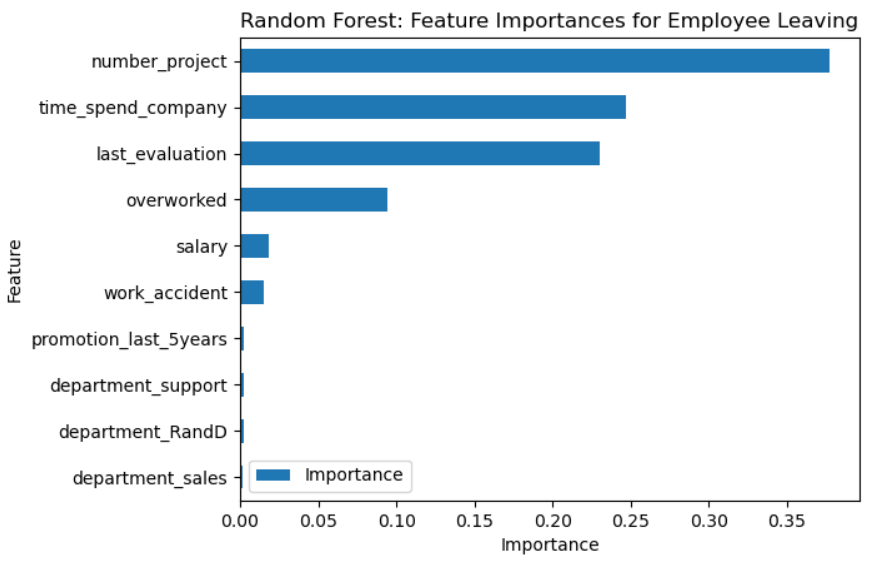 Random Forest: Feature Importances for Employee Leaving
number_project
time_spend_company
last_evaluation
overworked
salary
work_accident
promotion_last_5years
department_support
department_RandD
department_sales
Feature
Importance
0.00 0.05 0.10 0.15 0.20 0.25 0.30 0.35
Importance